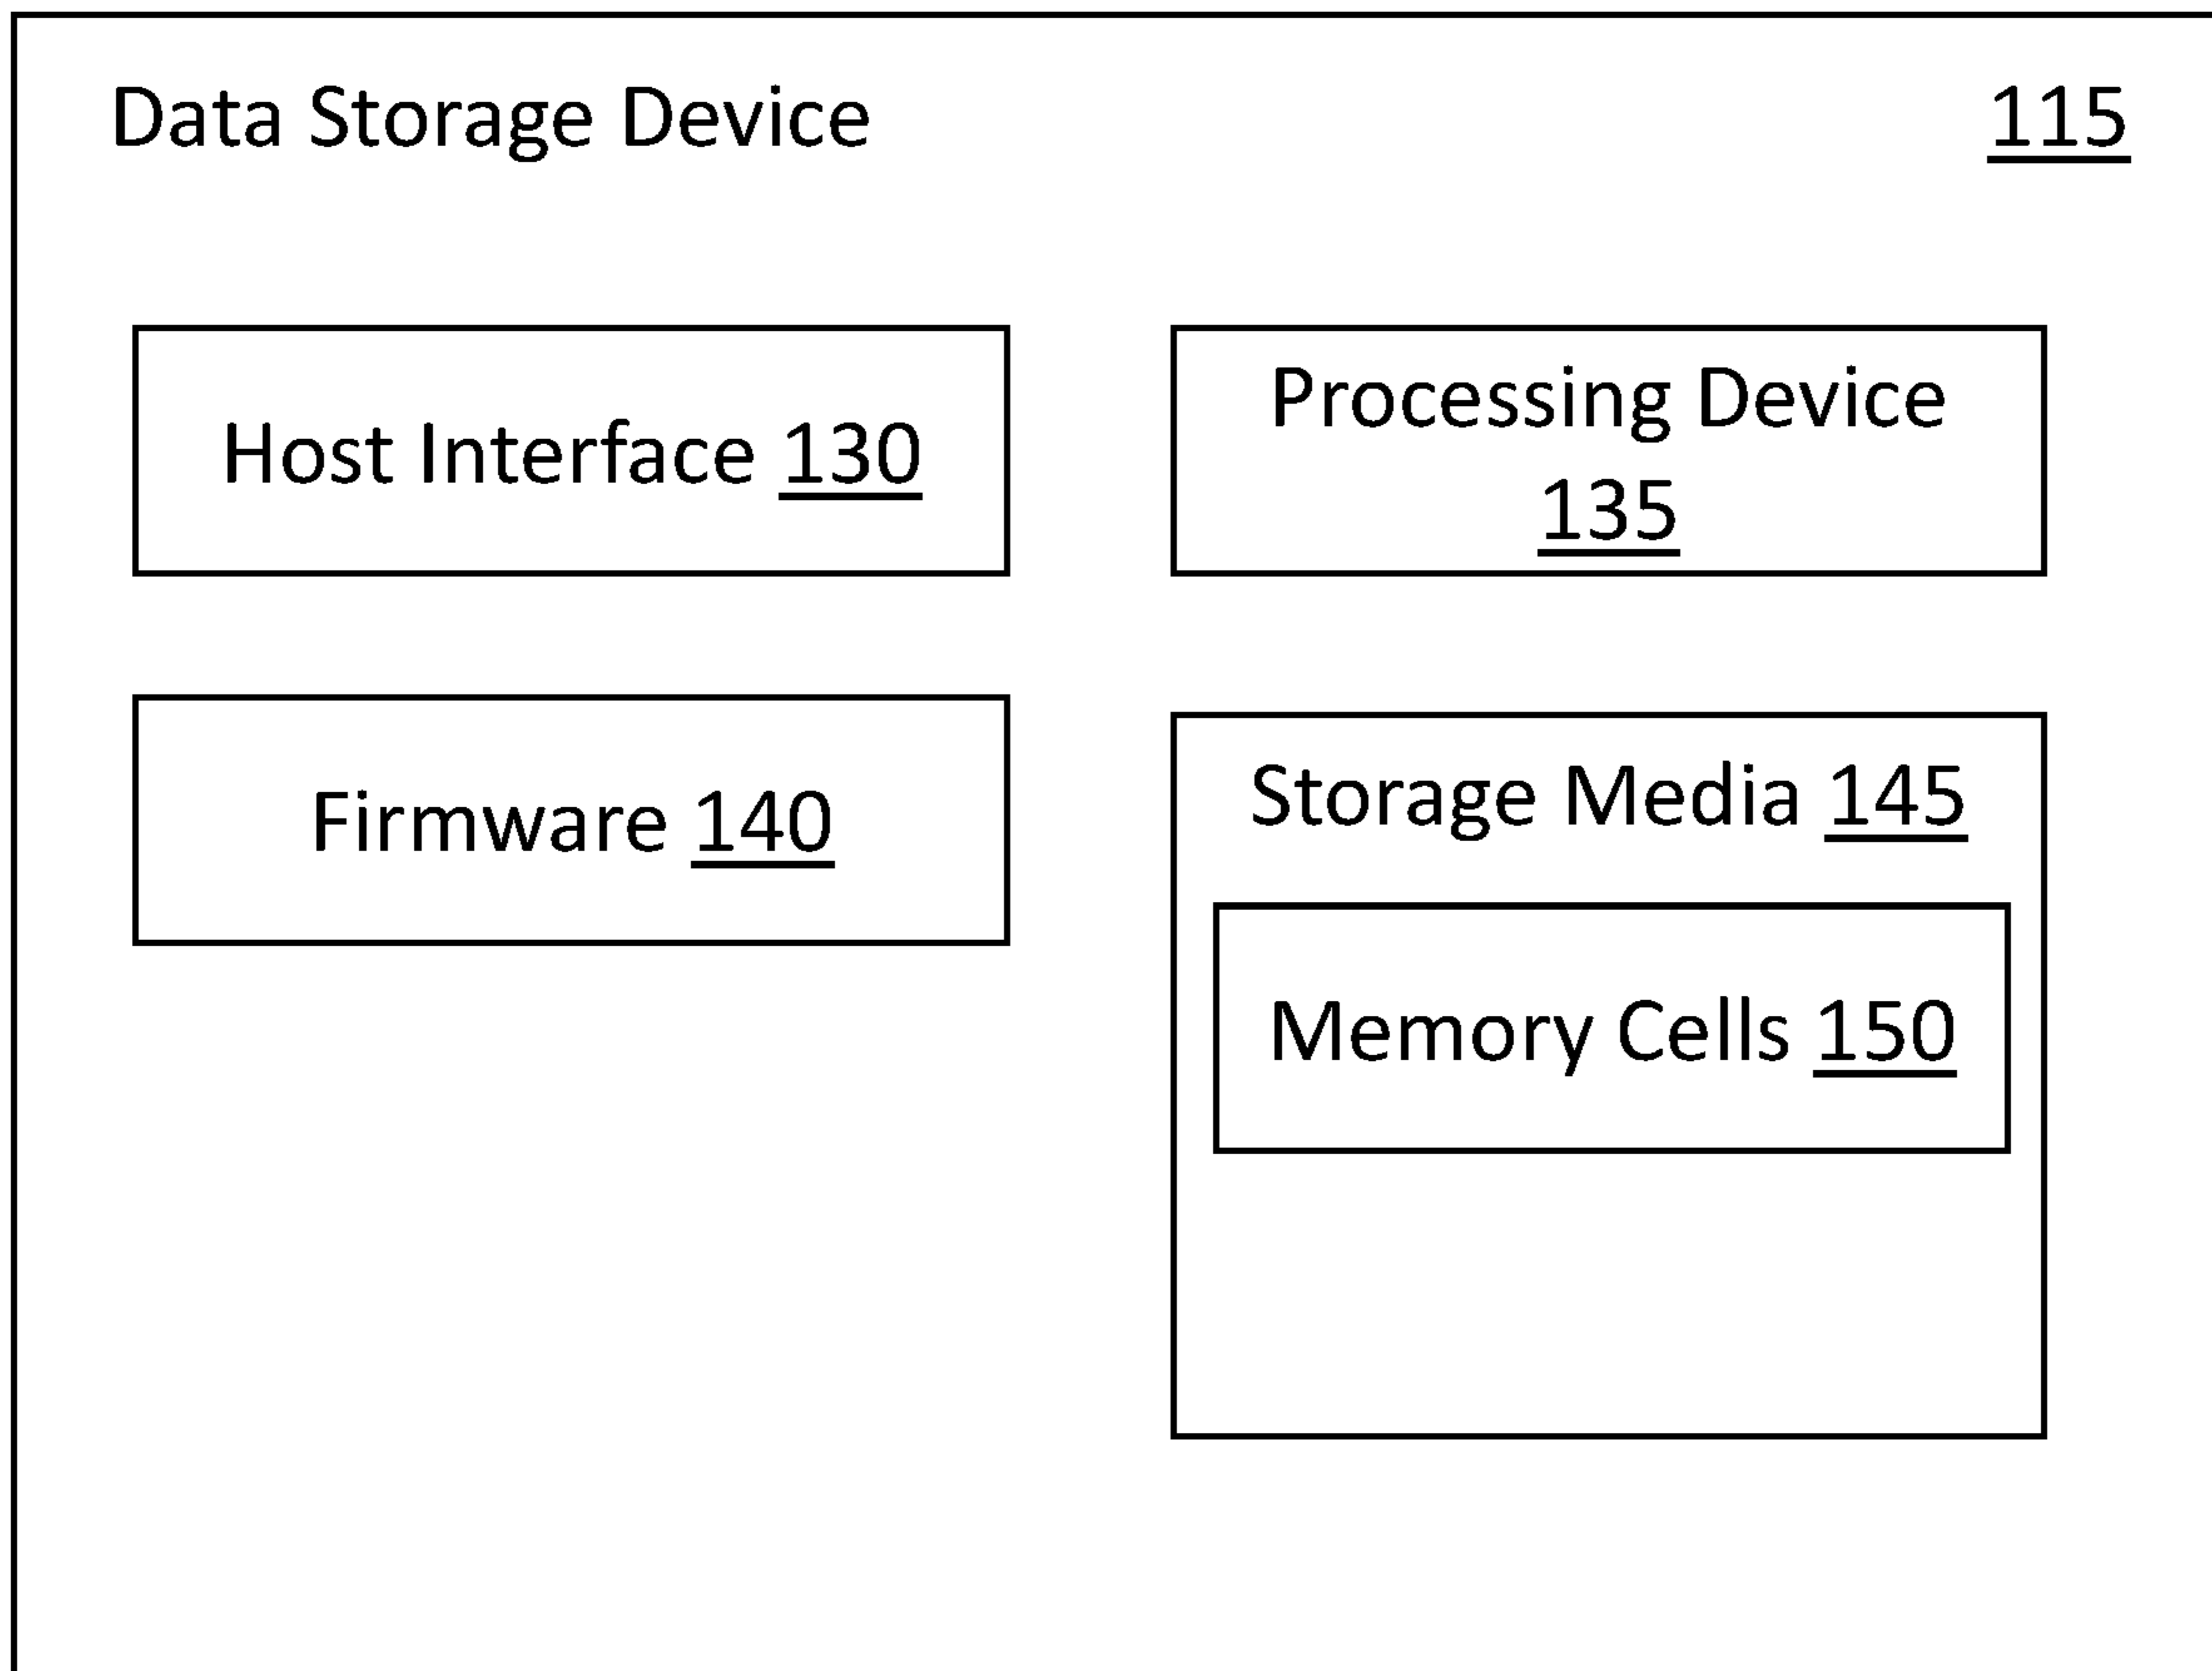 Data Storage Device 115
Host Interface 130
Processing Device
135
Firmware 140
Storage Media 145
Memory Cells 150